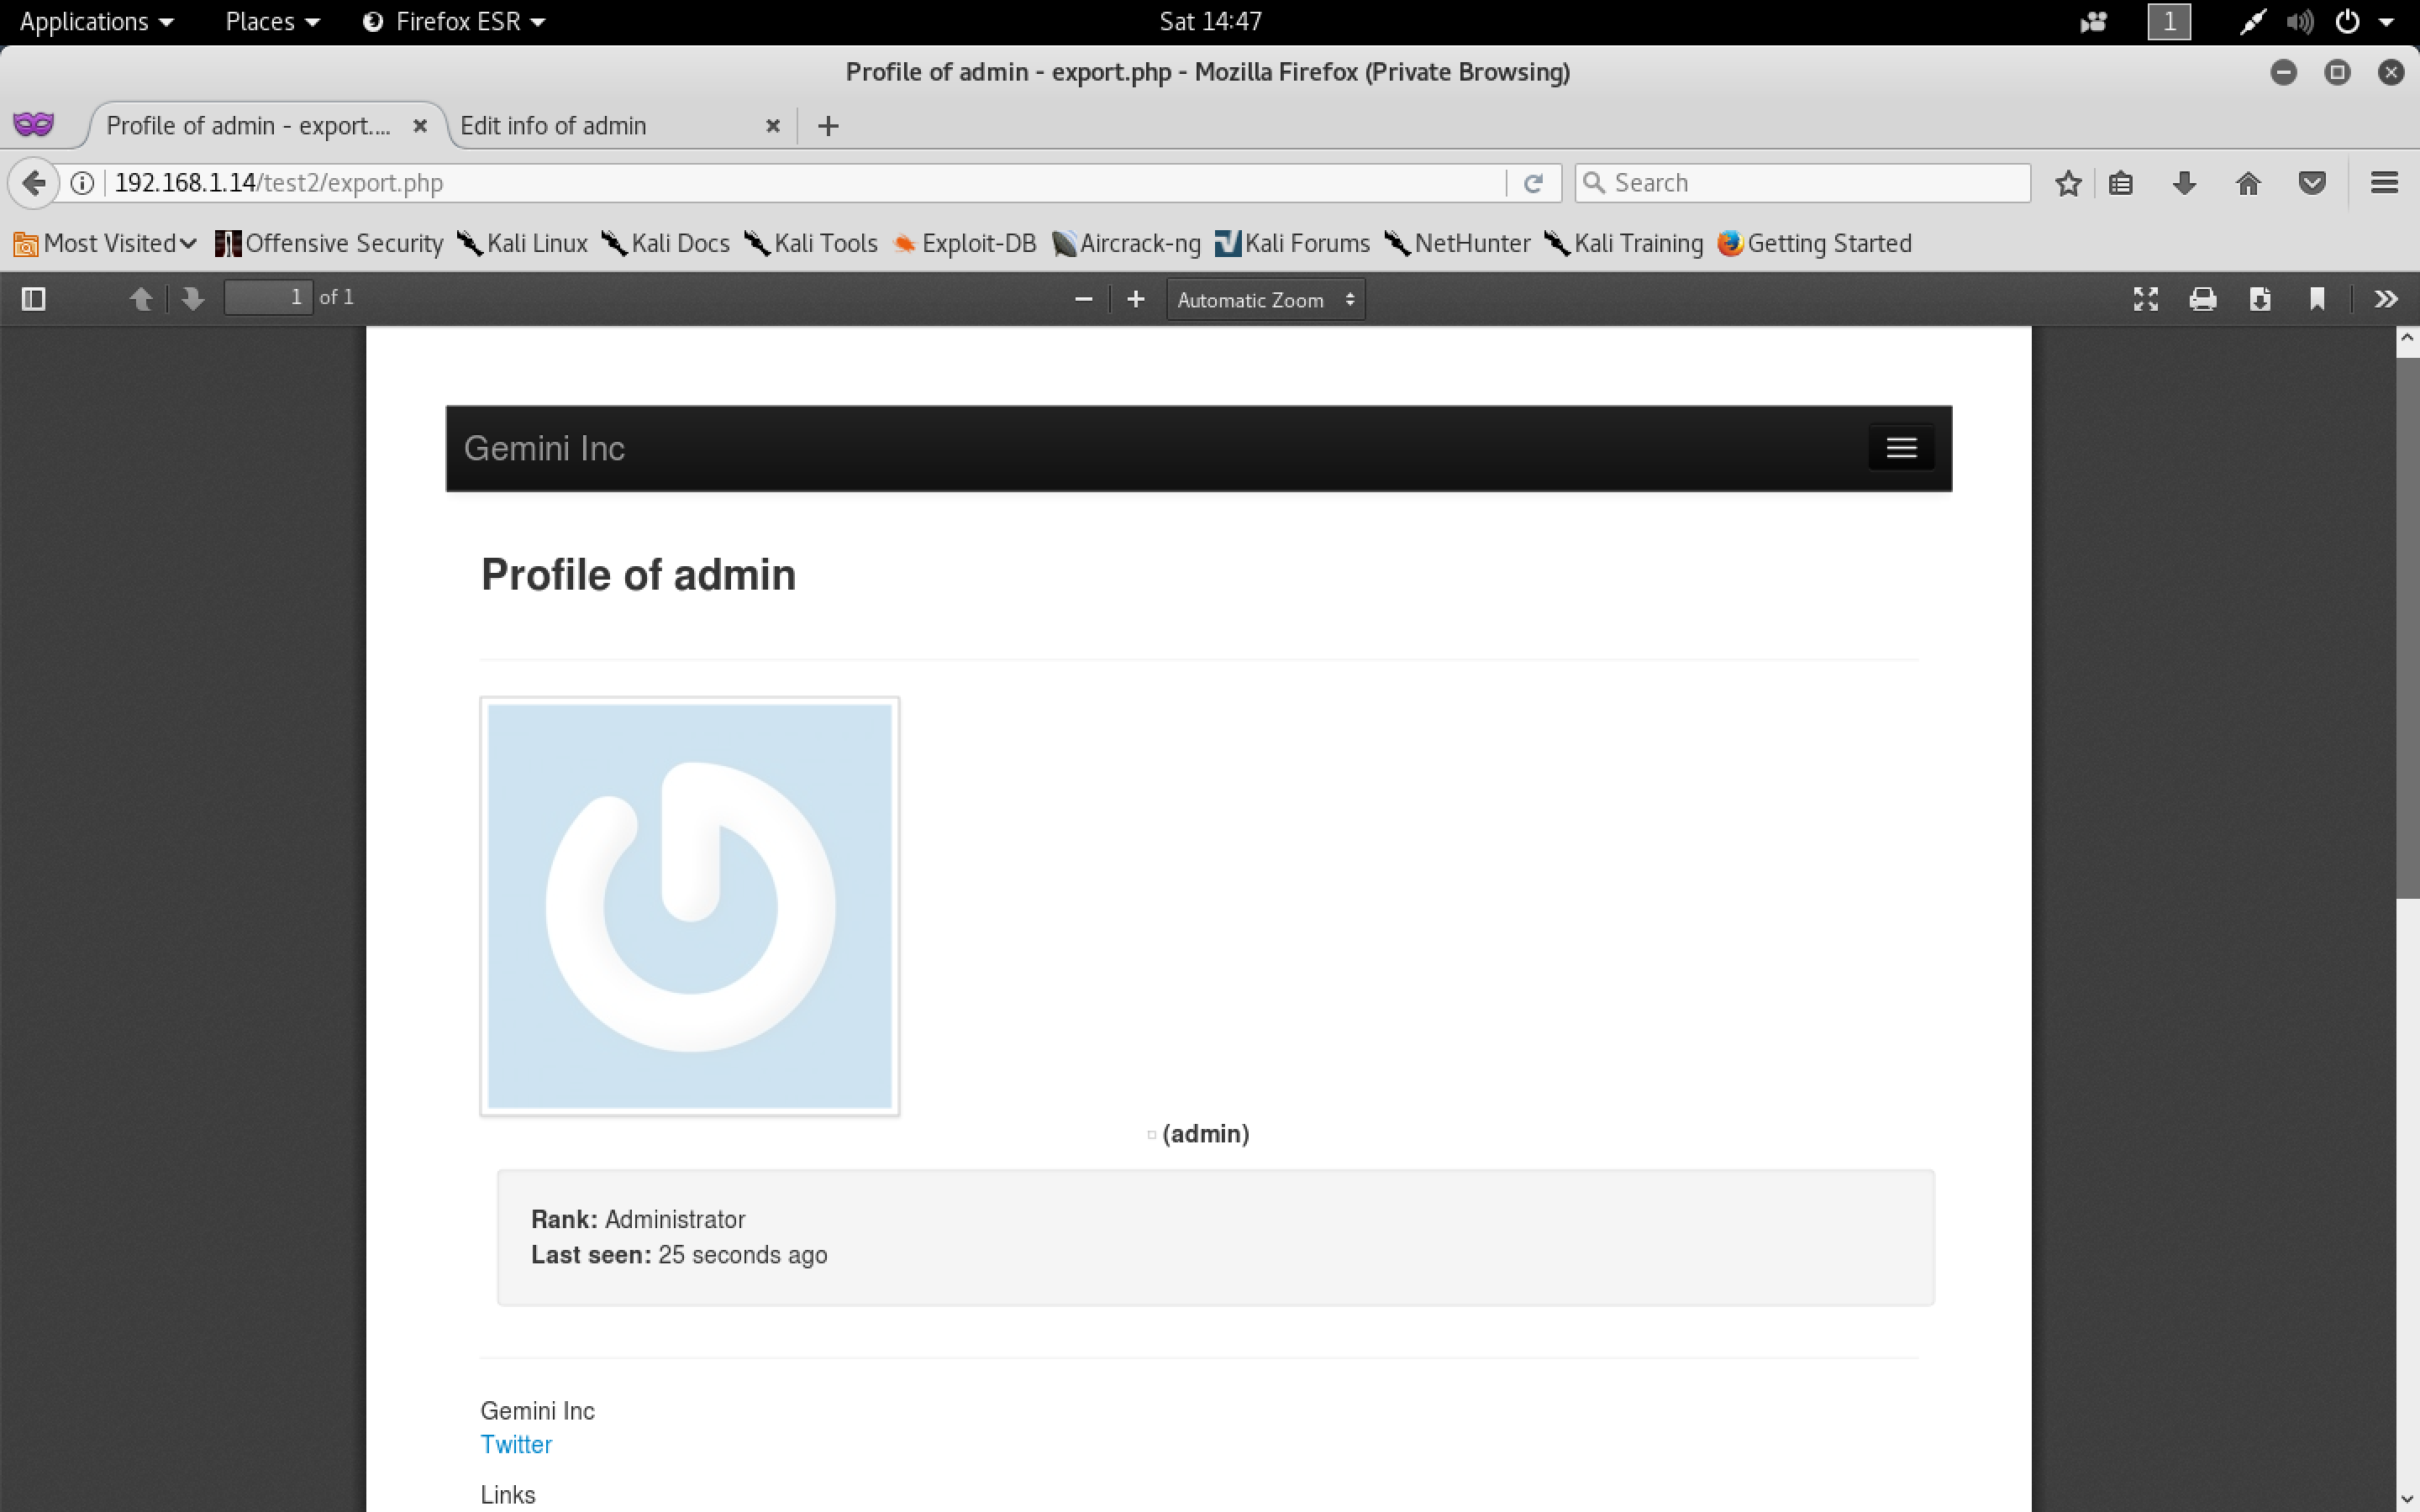 Applications Places Firefox ESR Sat 14:47 1
Profile of admin - export.php - Mozilla Firefox (Private Browsing)
Profile of admin - export.... Edit info of admin
192.168.1.14/test2/export.php Search
Most Visited Offensive Security Kali Linux Kali Docs Kali Tools Exploit-DB Aircrack-ng Kali Forums NetHunter Kali Training Getting Started
1 of 1 Automatic Zoom
Gemini Inc
Profile of admin
(admin)
Rank: Administrator
Last seen: 25 seconds ago
Gemini Inc
Twitter
Links